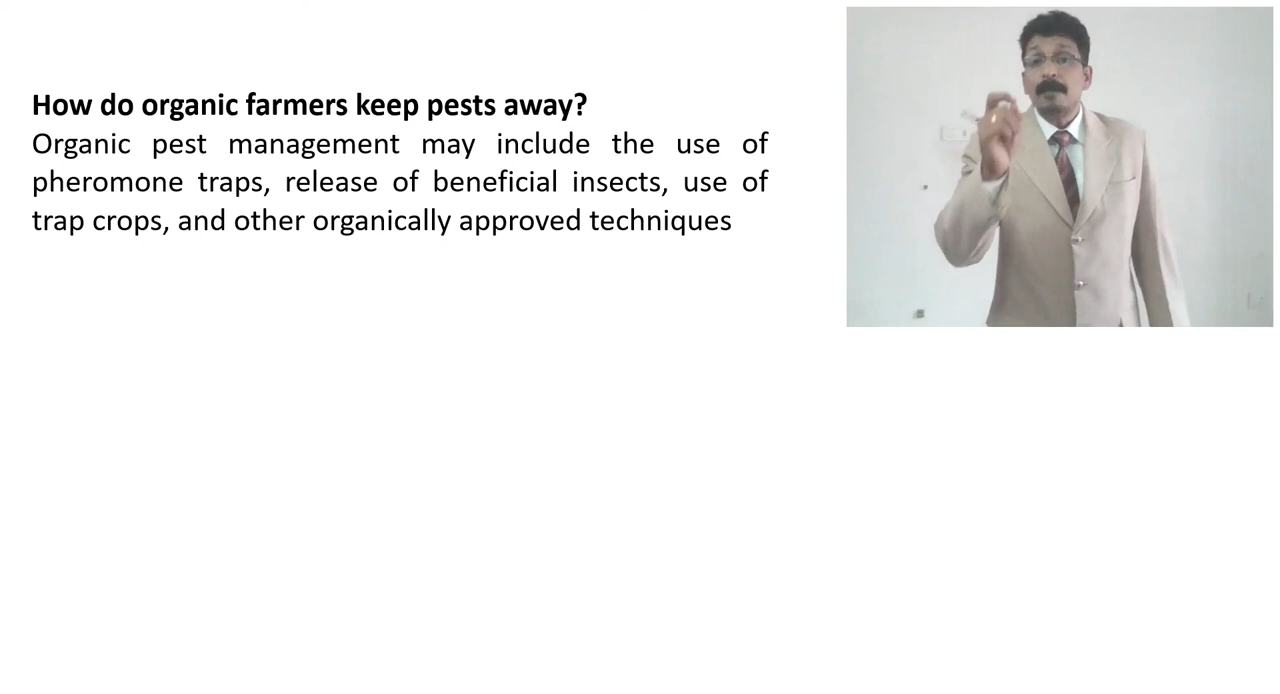 How do organic farmers keep pests away?
Organic pest management may include the use of
pheromone traps, release of beneficial insects, use of
trap crops, and other organically approved techniques